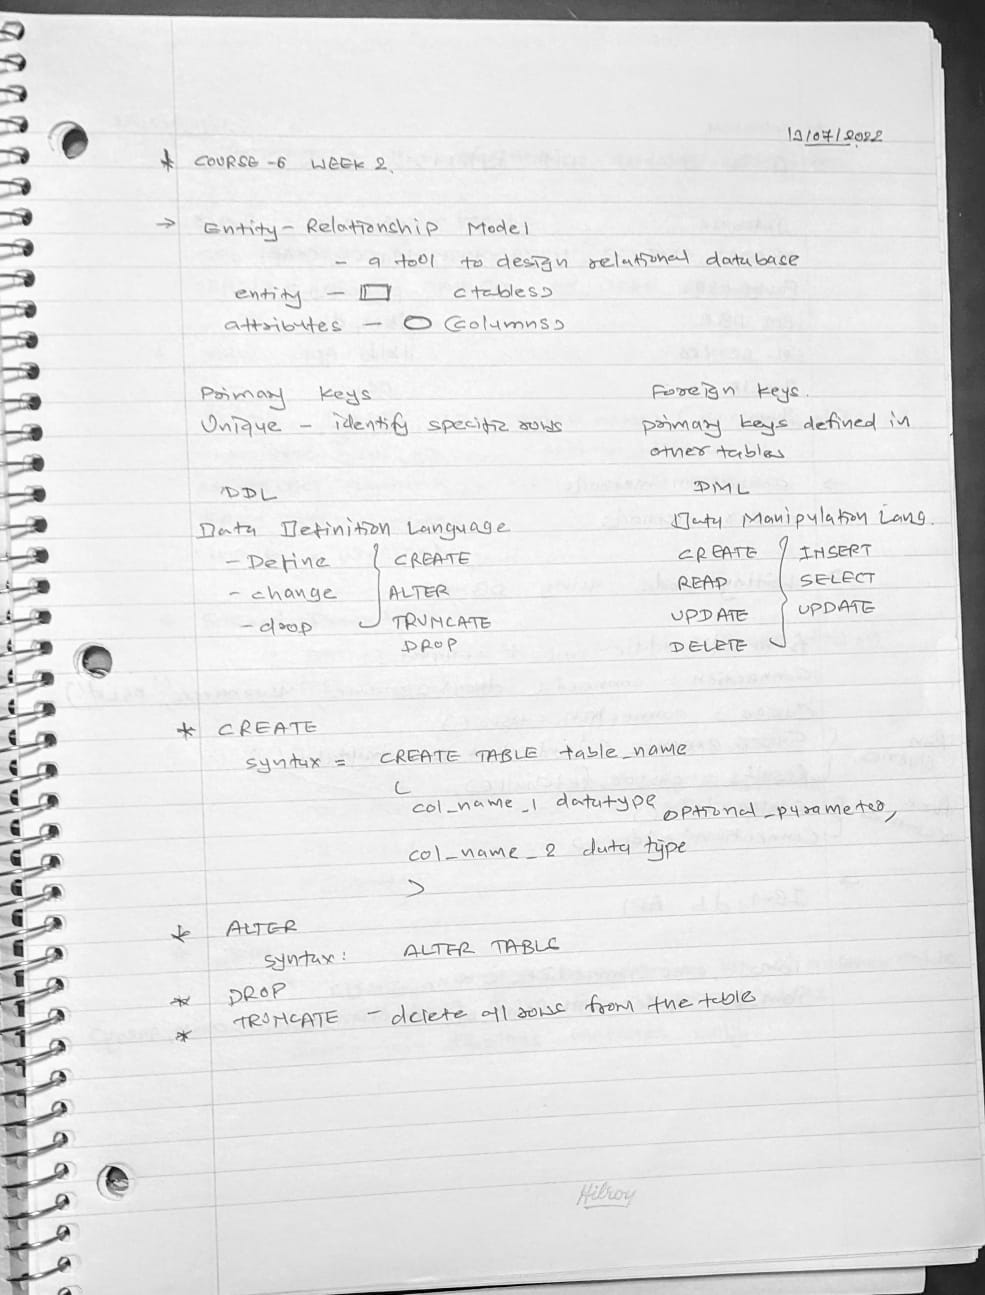 12/07/2022
* COURSE -6 WEEK 2.
→ Entity - Relationship Model
- a tool to design relational database
entity - ▭ (tables)
attributes - ○ (columns)
Primary keys Foreign keys.
Unique - identify specific rows primary keys defined in
other tables
DDL DML
Data Definition Language Data Manipulation Lang.
- Define CREATE CREATE INSERT
- change ALTER READ SELECT
- drop TRUNCATE UPDATE UPDATE
DROP DELETE
* CREATE
syntax = CREATE TABLE table_name
(
col_name_1 datatype optional_parameter,
col_name_2 data type
)
* ALTER
syntax: ALTER TABLE
* DROP
* TRUNCATE - delete all rows from the table
Hilroy